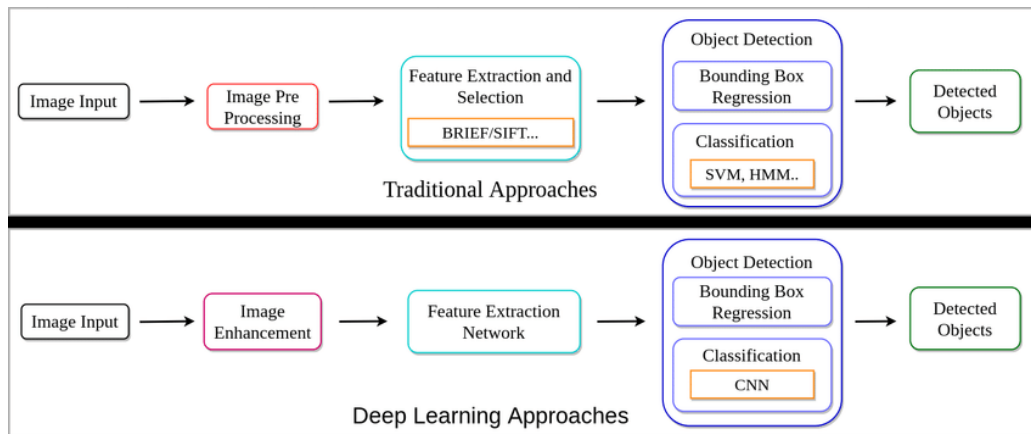 Image Input
Image Pre
Processing
Feature Extraction and
Selection
BRIEF/SIFT...
Object Detection
Bounding Box
Regression
Classification
SVM, HMM..
Detected
Objects
Traditional Approaches
Image Input
Image
Enhancement
Feature Extraction
Network
Object Detection
Bounding Box
Regression
Classification
CNN
Detected
Objects
Deep Learning Approaches